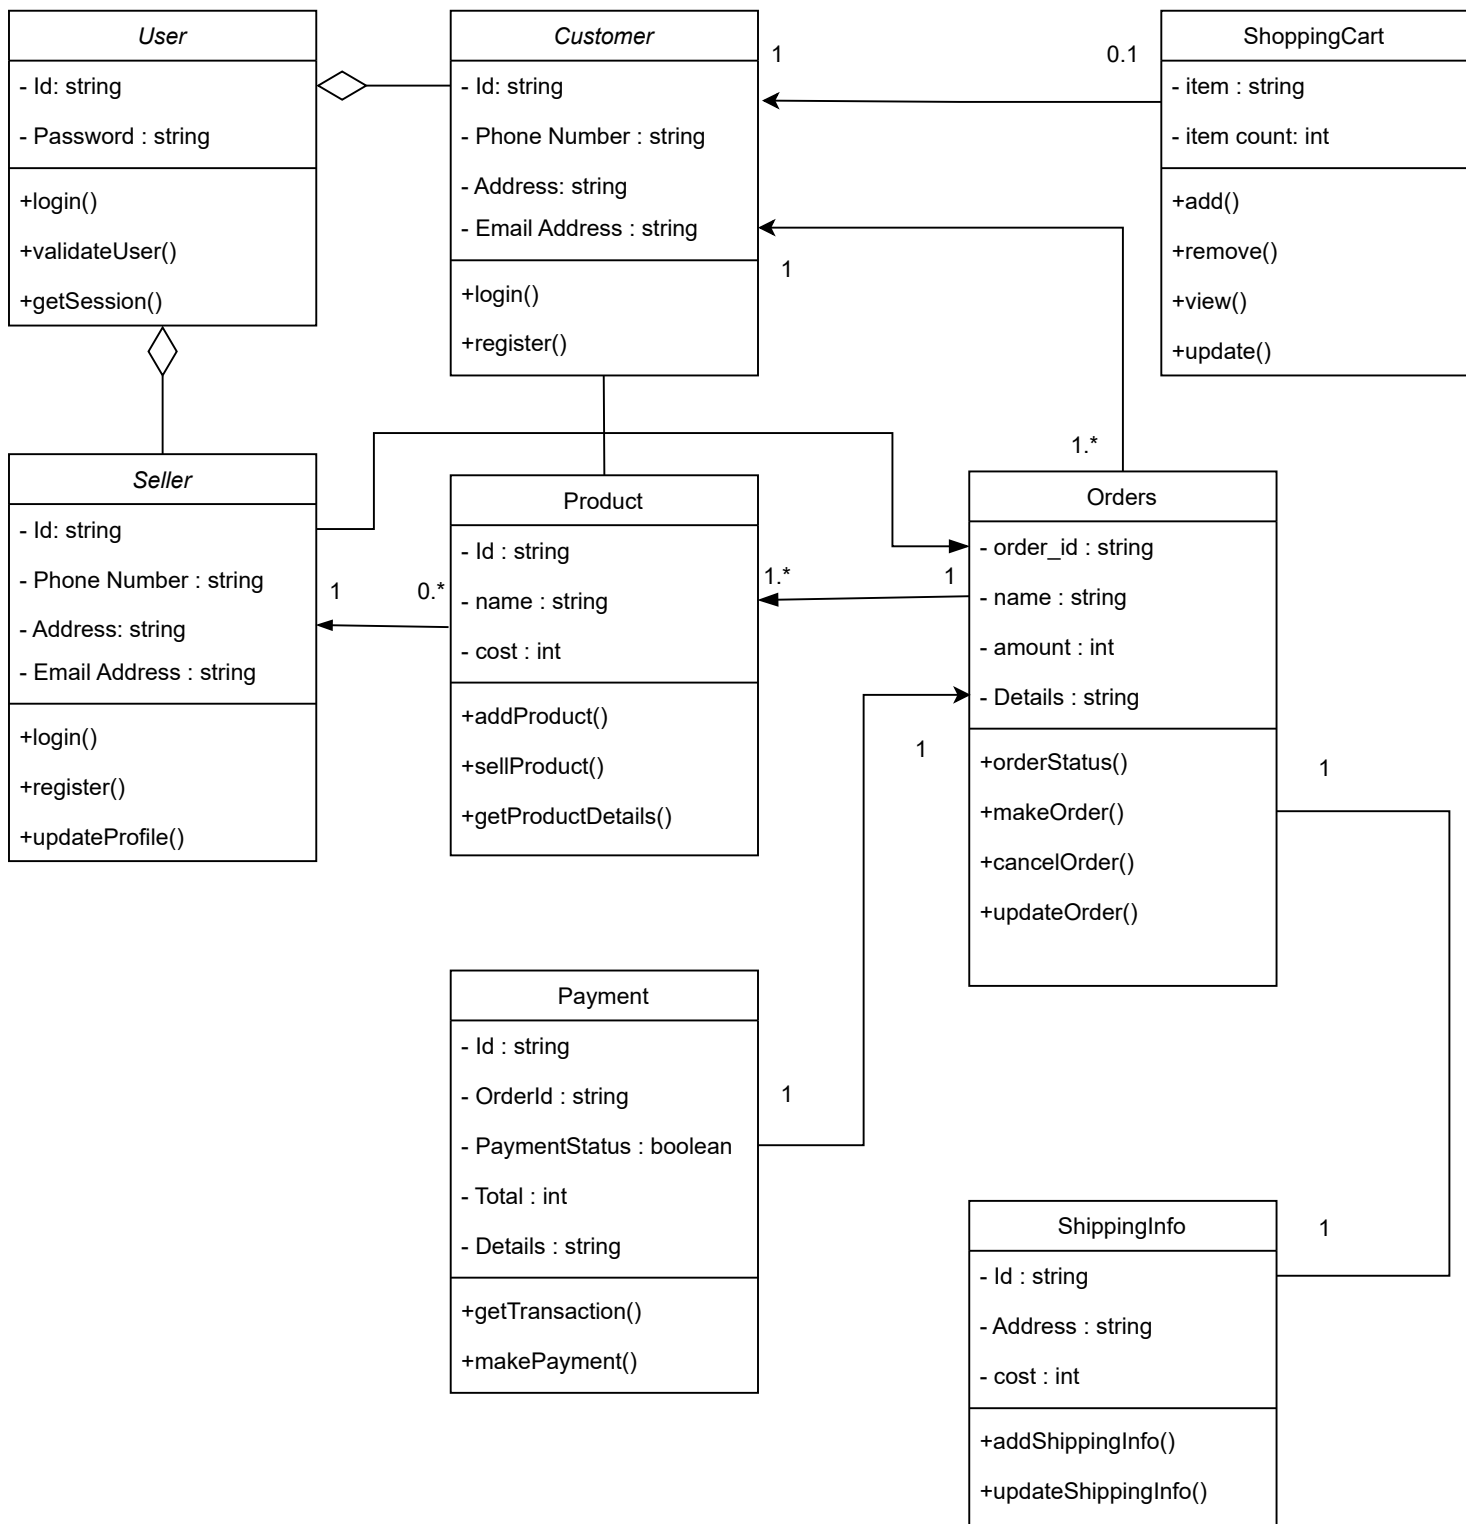 User
- Id: string
- Password : string
+login()
+validateUser()
+getSession()
Customer
- Id: string
- Phone Number : string
- Address: string
- Email Address : string
+login()
+register()
1
0.1
1
ShoppingCart
- item : string
- item count: int
+add()
+remove()
+view()
+update()
1.*
Seller
- Id: string
- Phone Number : string
- Address: string
- Email Address : string
+login()
+register()
+updateProfile()
1
0.*
Product
- Id : string
- name : string
- cost : int
+addProduct()
+sellProduct()
+getProductDetails()
1.*
1
Orders
- order_id : string
- name : string
- amount : int
- Details : string
+orderStatus()
+makeOrder()
+cancelOrder()
+updateOrder()
1
1
Payment
- Id : string
- OrderId : string
- PaymentStatus : boolean
- Total : int
- Details : string
+getTransaction()
+makePayment()
1
ShippingInfo
- Id : string
- Address : string
- cost : int
+addShippingInfo()
+updateShippingInfo()
1